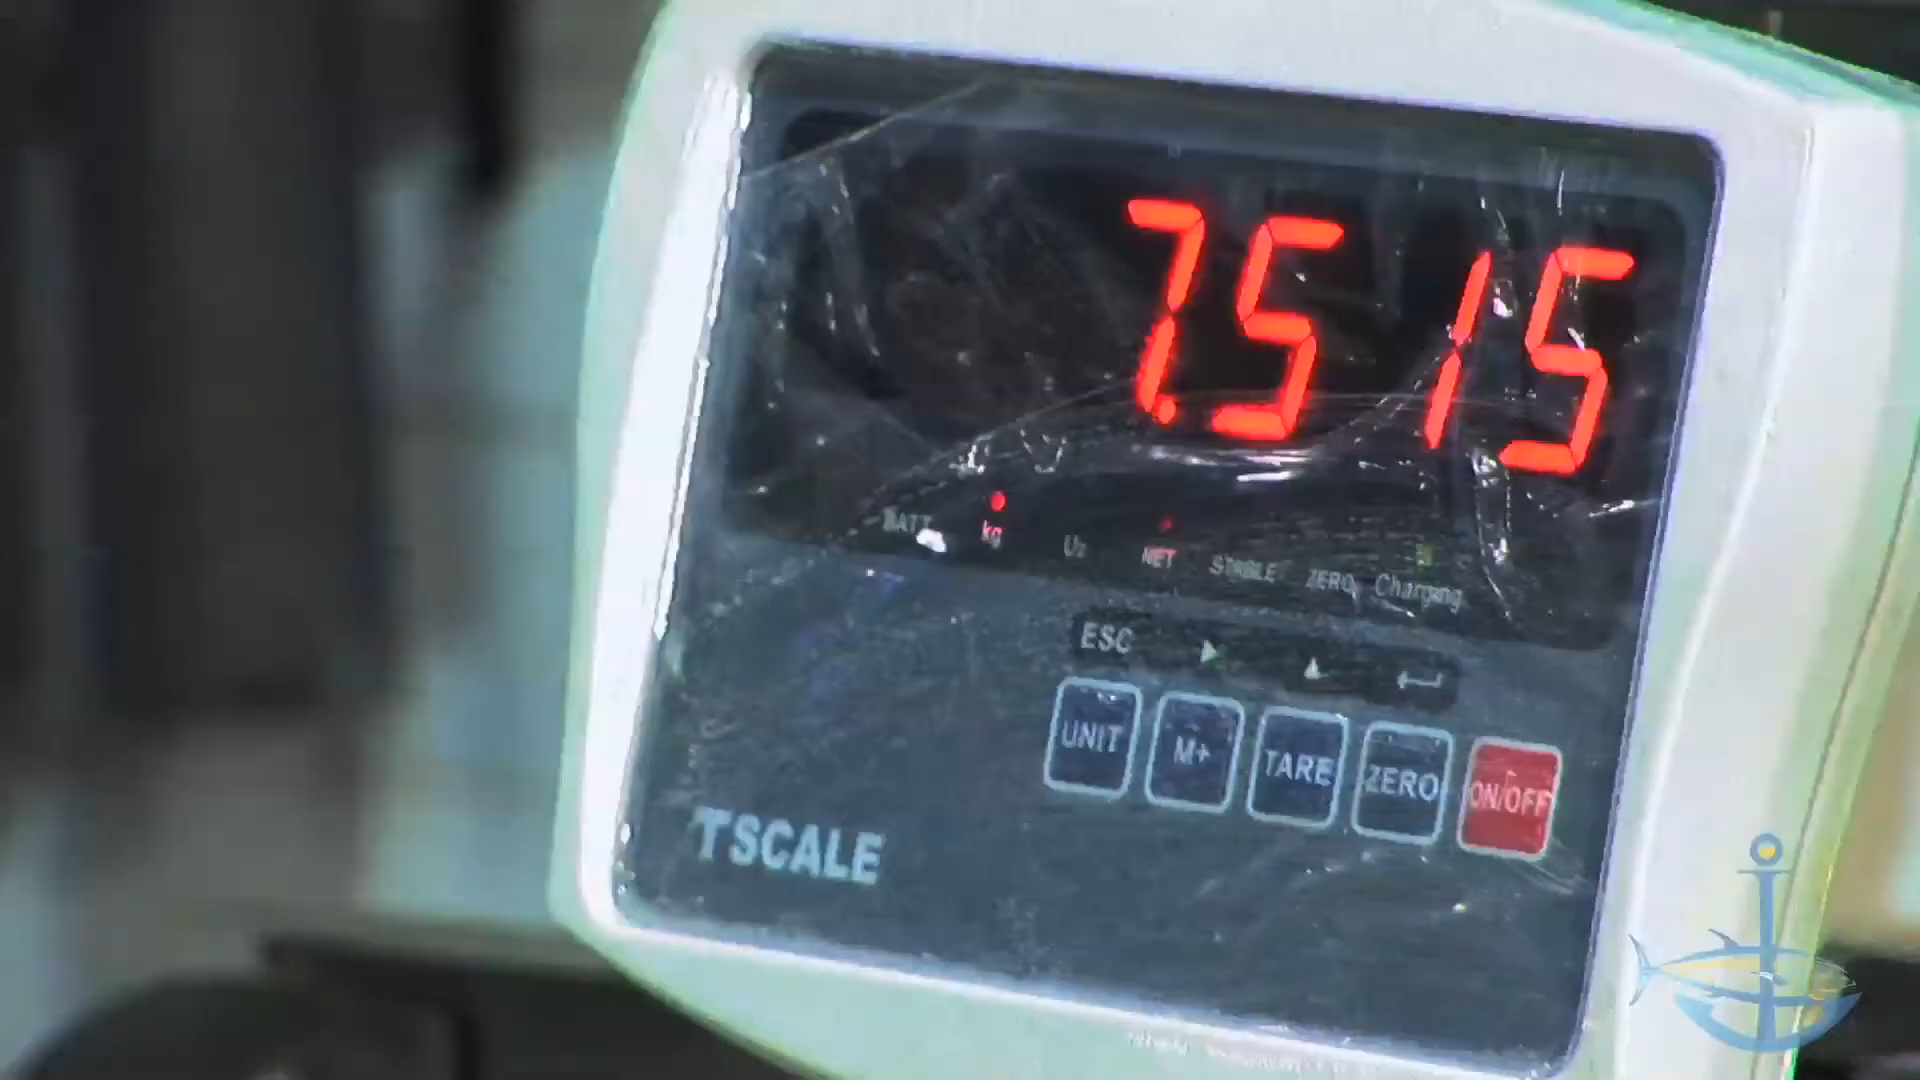 7.515
BATT kg Uz NET STABLE ZERO Charging
ESC
UNIT M+ TARE ZERO ON/OFF
TSCALE